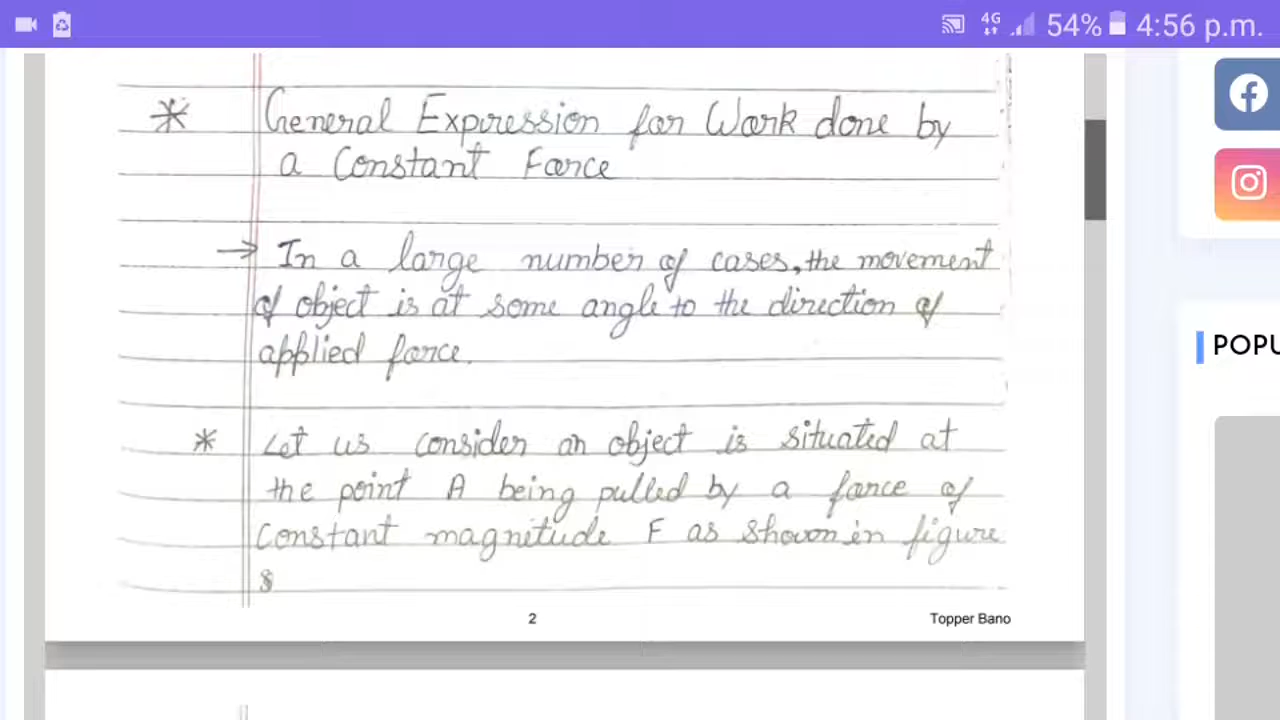 4G 54% 4:56 p.m.
* General Expression for Work done by
a Constant Force
→ In a large number of cases, the movement
of object is at some angle to the direction of
applied force.
* Let us consider an object is situated at
the point A being pulled by a force of
Constant magnitude F as shown in figure
2
Topper Bano
POPU